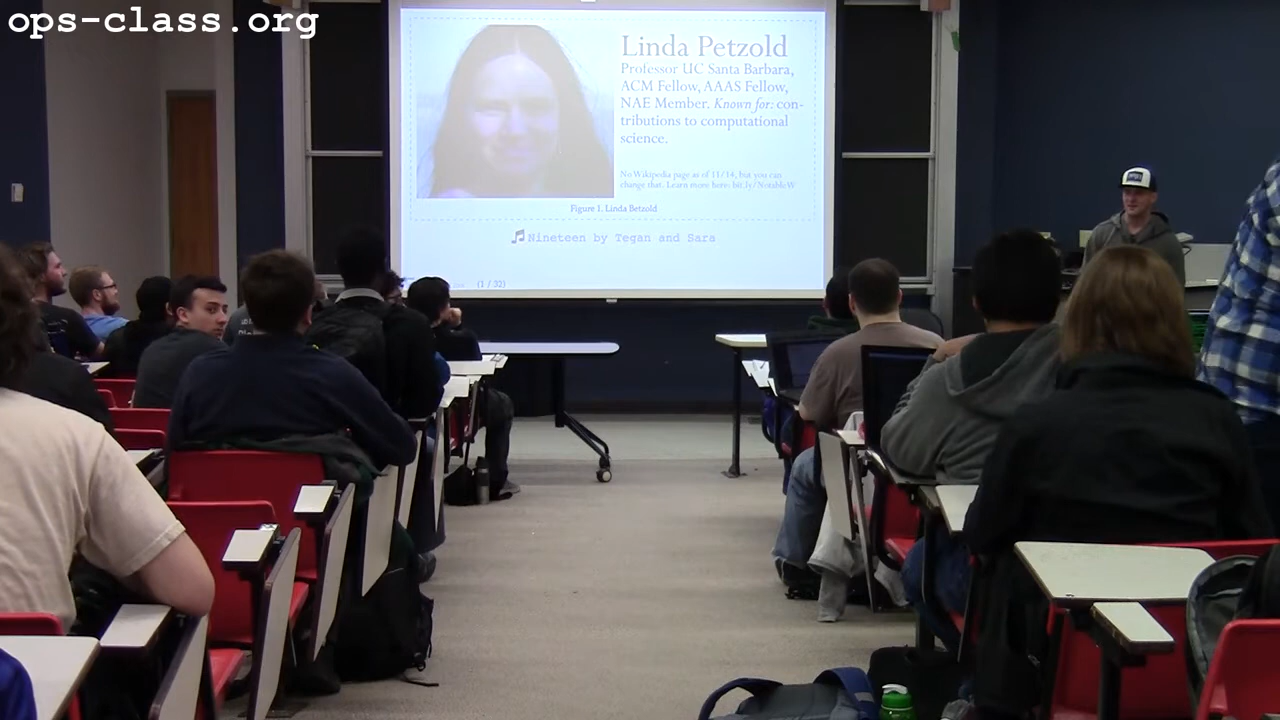 ops-class.org
Linda Petzold
Professor UC Santa Barbara,
ACM Fellow, AAAS Fellow,
NAE Member. Known for: con-
tributions to computational
science.
No Wikipedia page as of 11/14, but you can
change that. Learn more here: bit.ly/NotableW
Figure 1. Linda Betzold
Nineteen by Tegan and Sara
(1 / 32)